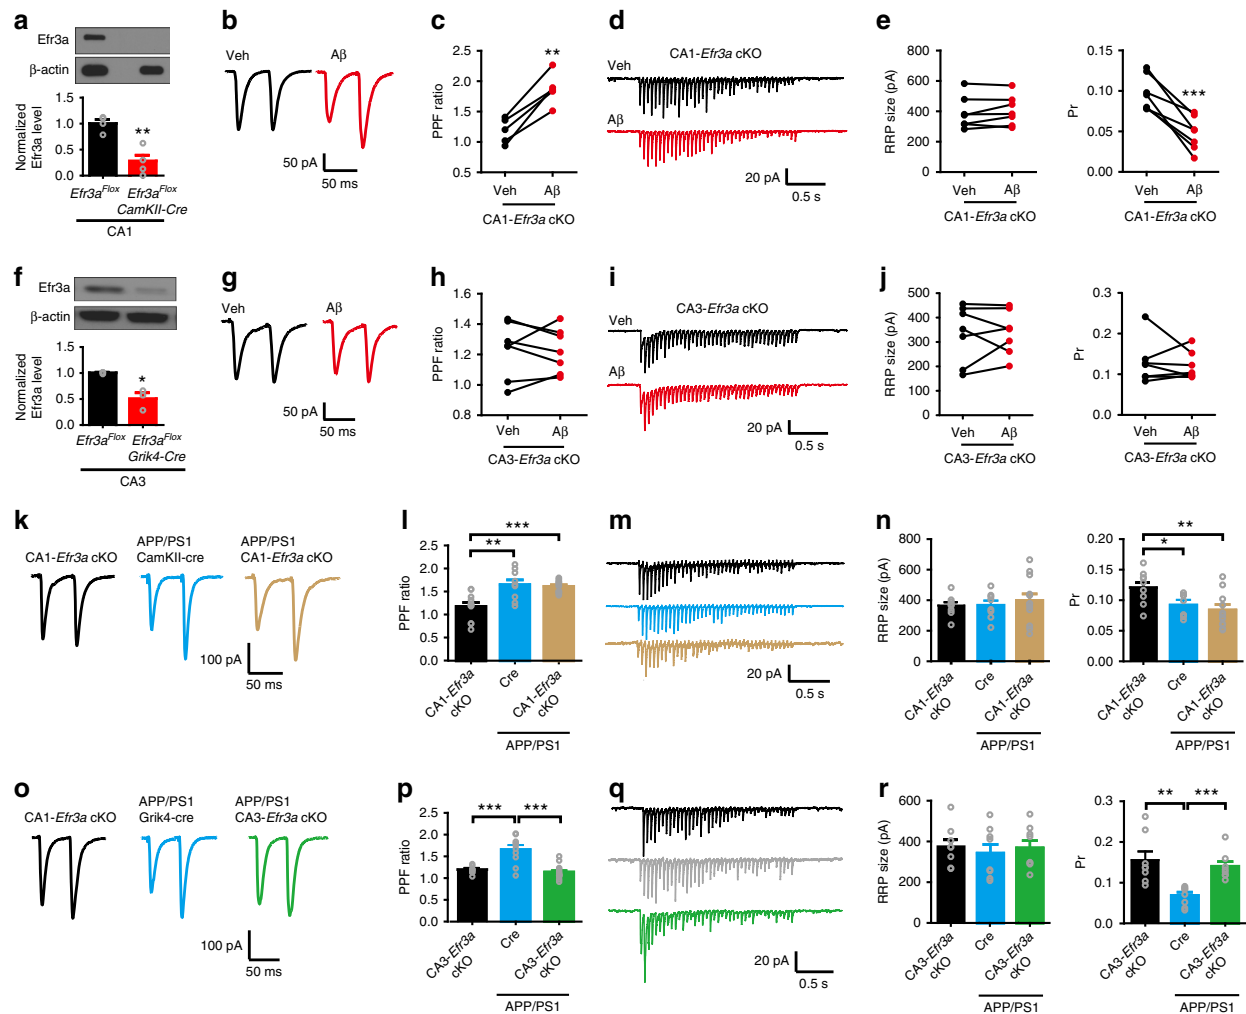 a
Efr3a
β-actin
Normalized
Efr3a level
1.5
1.0
0.5
0.0
**
Efr3aFlox
Efr3aFlox
CamKII-Cre
CA1
b
Veh
Aβ
50 pA
50 ms
c
PPF ratio
2.5
2.0
1.5
1.0
0.5
**
Veh
Aβ
CA1-Efr3a cKO
d
CA1-Efr3a cKO
Veh
Aβ
20 pA
0.5 s
e
RRP size (pA)
800
600
400
200
0
Veh
Aβ
CA1-Efr3a cKO
Pr
0.15
0.10
0.05
0.00
***
Veh
Aβ
CA1-Efr3a cKO
f
Efr3a
β-actin
Normalized
Efr3a level
1.5
1.0
0.5
0.0
*
Efr3aFlox
Efr3aFlox
Grik4-Cre
CA3
g
Veh
Aβ
50 pA
50 ms
h
PPF ratio
1.6
1.4
1.2
1.0
0.8
Veh
Aβ
CA3-Efr3a cKO
i
CA3-Efr3a cKO
Veh
Aβ
20 pA
0.5 s
j
RRP size (pA)
500
400
300
200
100
0
Veh
Aβ
CA3-Efr3a cKO
Pr
0.3
0.2
0.1
0.0
Veh
Aβ
CA3-Efr3a cKO
k
CA1-Efr3a cKO
APP/PS1
CamKII-cre
APP/PS1
CA1-Efr3a cKO
100 pA
50 ms
l
PPF ratio
2.5
2.0
1.5
1.0
0.5
0.0
***
**
CA1-Efr3a
cKO
Cre
CA1-Efr3a
cKO
APP/PS1
m
20 pA
0.5 s
n
RRP size (pA)
800
600
400
200
0
CA1-Efr3a
cKO
Cre
CA1-Efr3a
cKO
APP/PS1
Pr
0.20
0.15
0.10
0.05
0.00
**
*
CA1-Efr3a
cKO
Cre
CA1-Efr3a
cKO
APP/PS1
o
CA1-Efr3a cKO
APP/PS1
Grik4-cre
APP/PS1
CA3-Efr3a cKO
100 pA
50 ms
p
PPF ratio
2.5
2.0
1.5
1.0
0.5
0.0
***
***
CA3-Efr3a
cKO
Cre
CA3-Efr3a
cKO
APP/PS1
q
20 pA
0.5 s
r
RRP size (pA)
600
400
200
0
CA3-Efr3a
cKO
Cre
CA3-Efr3a
cKO
APP/PS1
Pr
0.3
0.2
0.1
0.0
**
***
CA3-Efr3a
cKO
Cre
CA3-Efr3a
cKO
APP/PS1